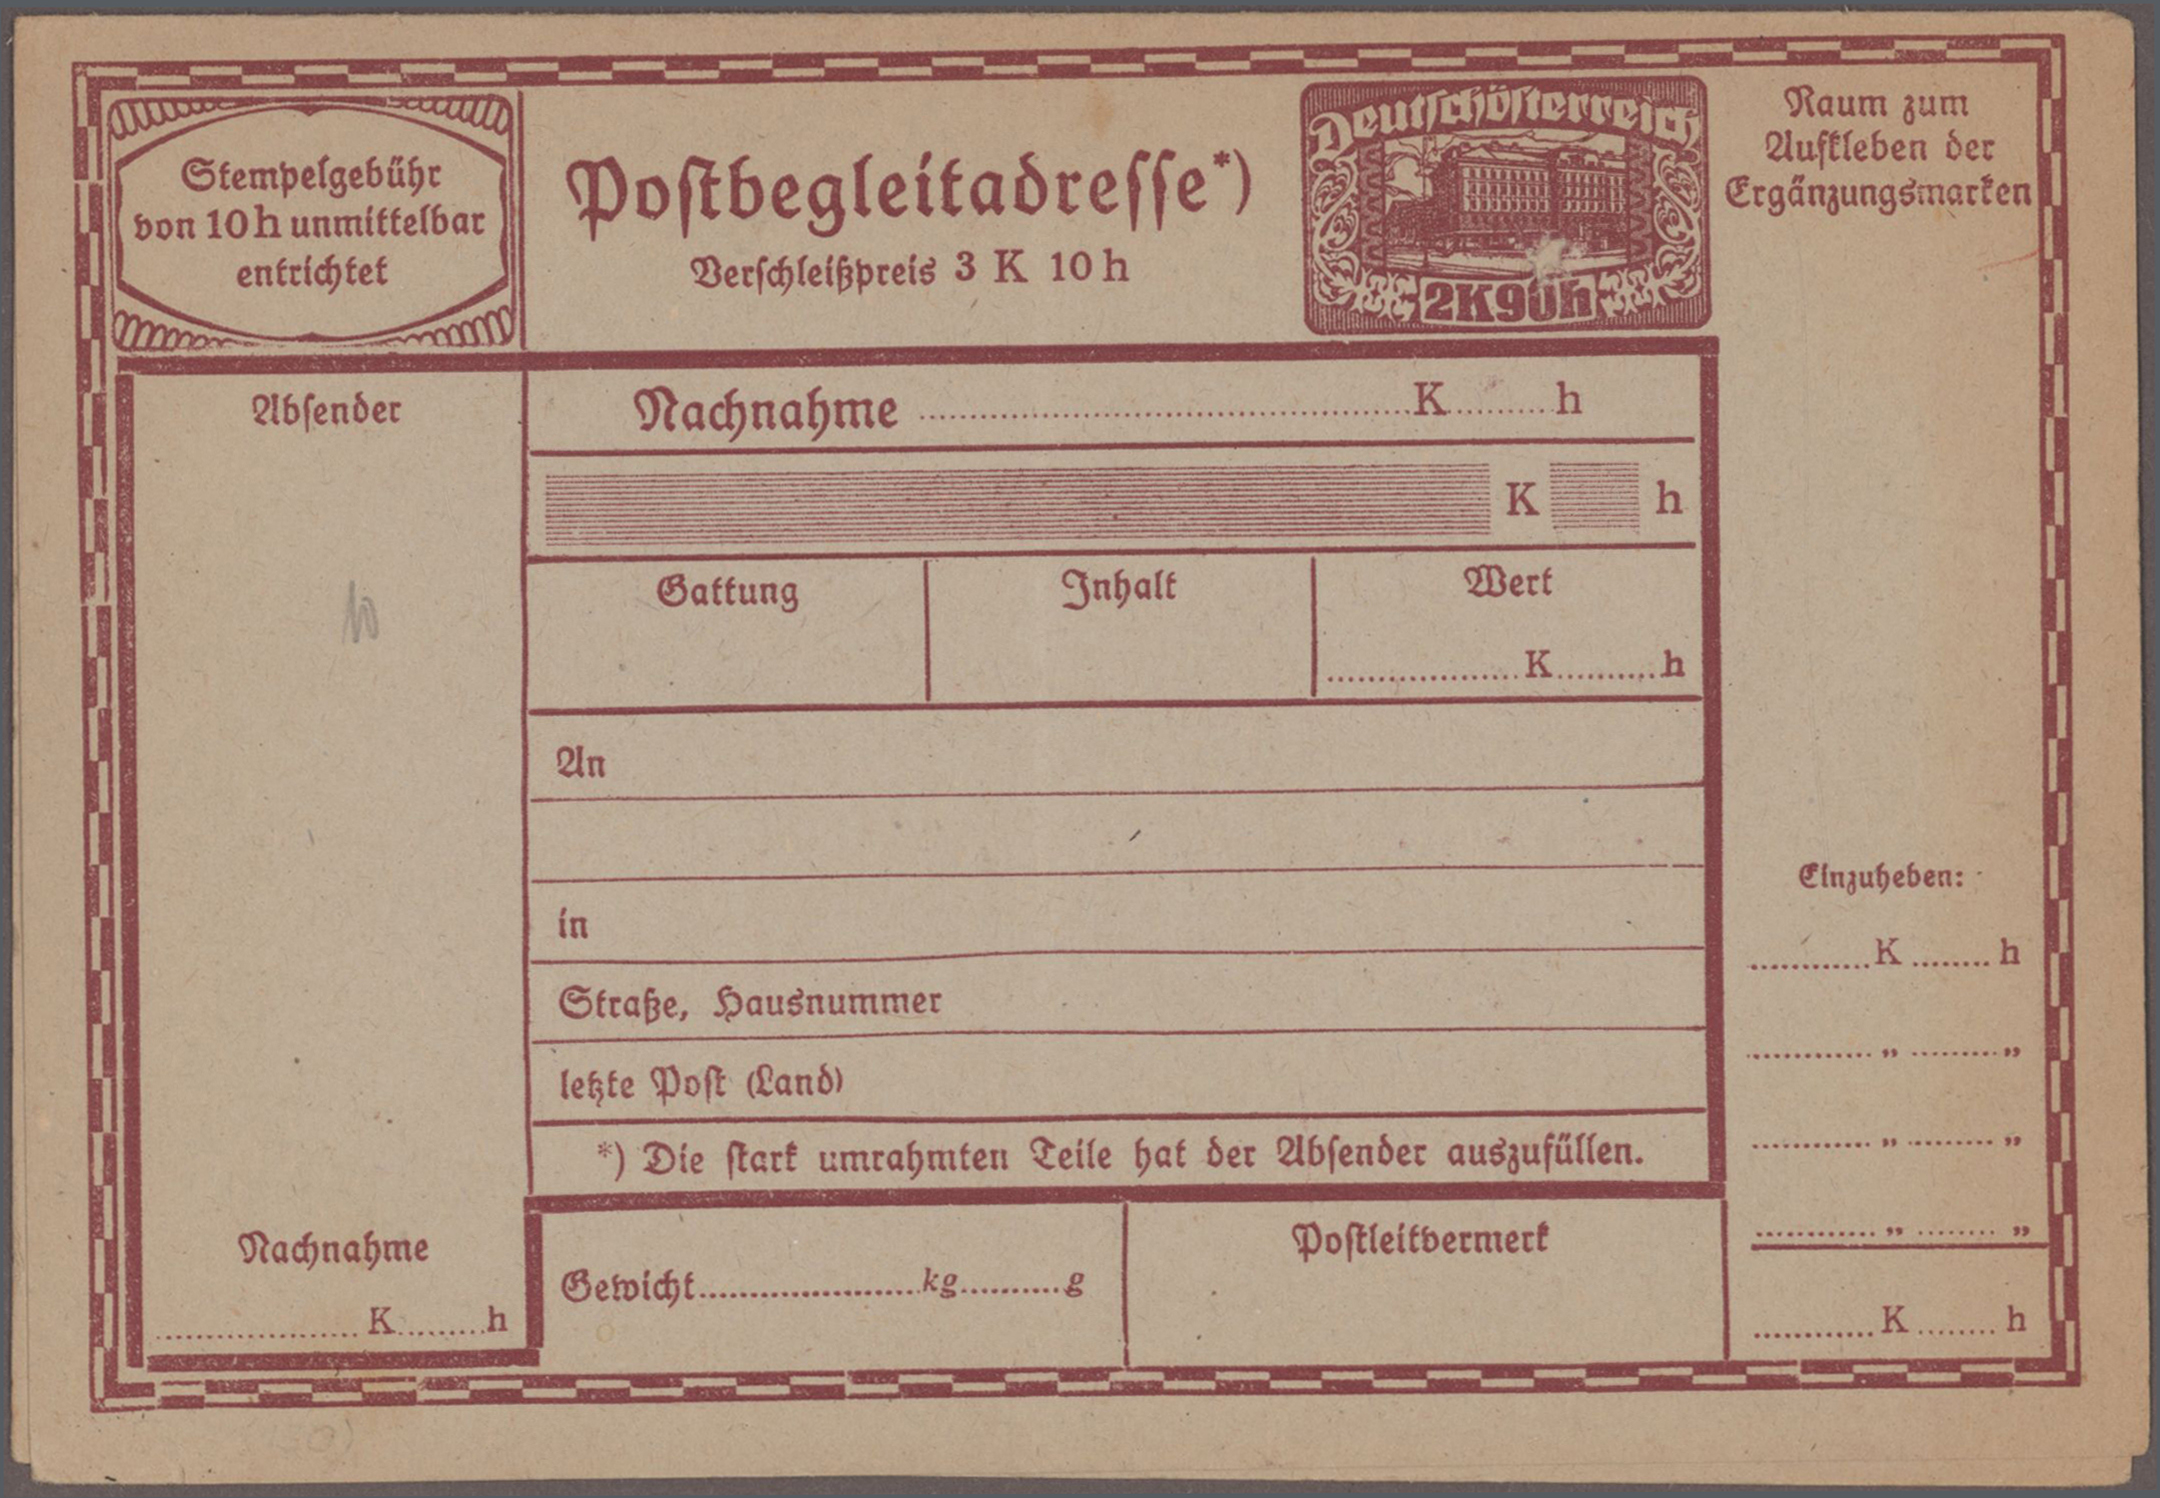 Stempelgebühr
von 10 h unmittelbar
entrichtet
Postbegleitadresse*)
Verschleißpreis 3 K 10 h
Deutschösterreich
2K90h
Raum zum
Aufkleben der
Ergänzungsmarken
Absender
Nachnahme ........ K ........ h
K h
Gattung Inhalt Wert
........ K ........ h
10
An
in
Straße, Hausnummer
letzte Post (Land)
*) Die stark umrahmten Teile hat der Absender auszufüllen.
Nachnahme
........ K ........ h
Gewicht ........ kg ........ g
Postleitvermerk
Einzuheben:
........ K ........ h
........ „ ........ „
........ „ ........ „
........ „ ........ „
........ K ........ h